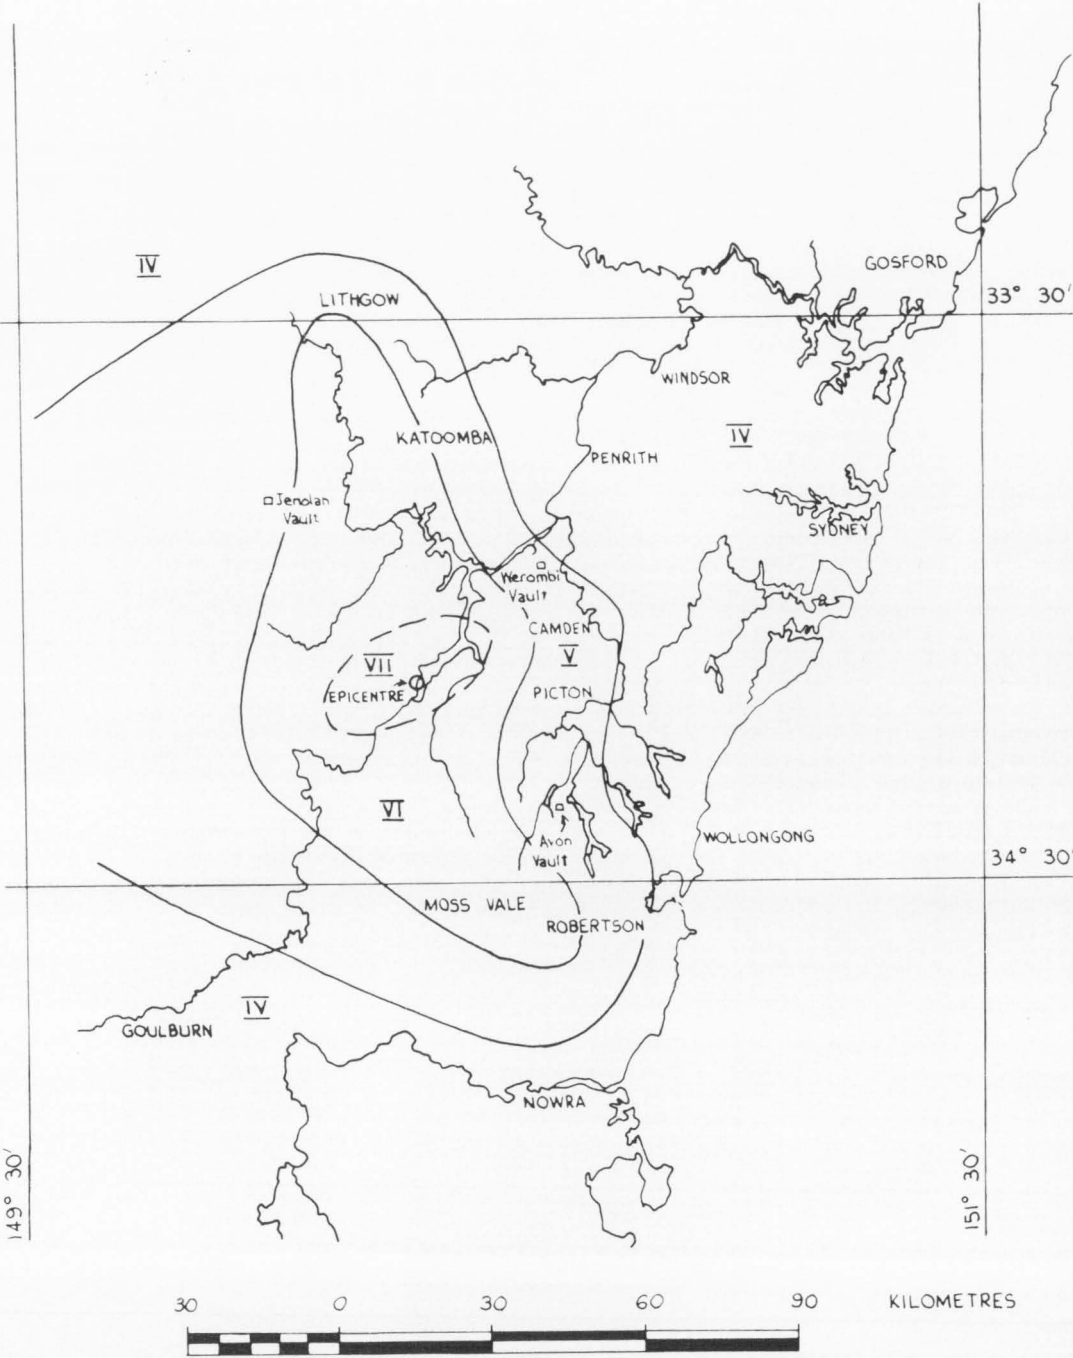 IV
GOSFORD
33° 30'
LITHGOW
WINDSOR
KATOOMBA
IV
PENRITH
Jenolan
Vault
SYDNEY
Werombi
Vault
CAMDEN
V
VII
EPICENTRE
PICTON
VI
WOLLONGONG
Avon
Vault
34° 30'
MOSS VALE
ROBERTSON
IV
GOULBURN
NOWRA
149° 30'
151° 30'
30 0 30 60 90 KILOMETRES